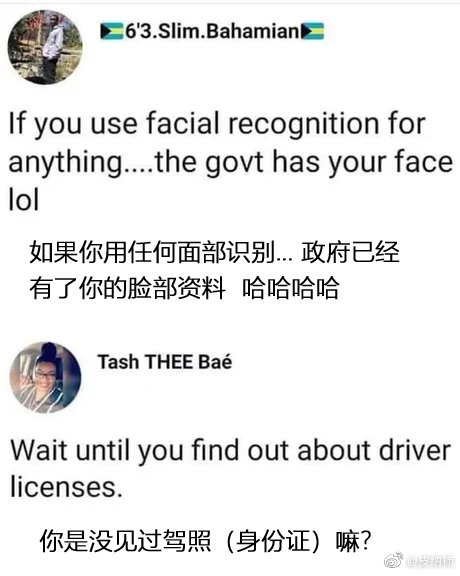 🇧🇸6'3.Slim.Bahamian🇧🇸
If you use facial recognition for
anything....the govt has your face
lol
如果你用任何面部识别... 政府已经
有了你的脸部资料 哈哈哈哈
Tash THEE Baé
Wait until you find out about driver
licenses.
你是没见过驾照（身份证）嘛?